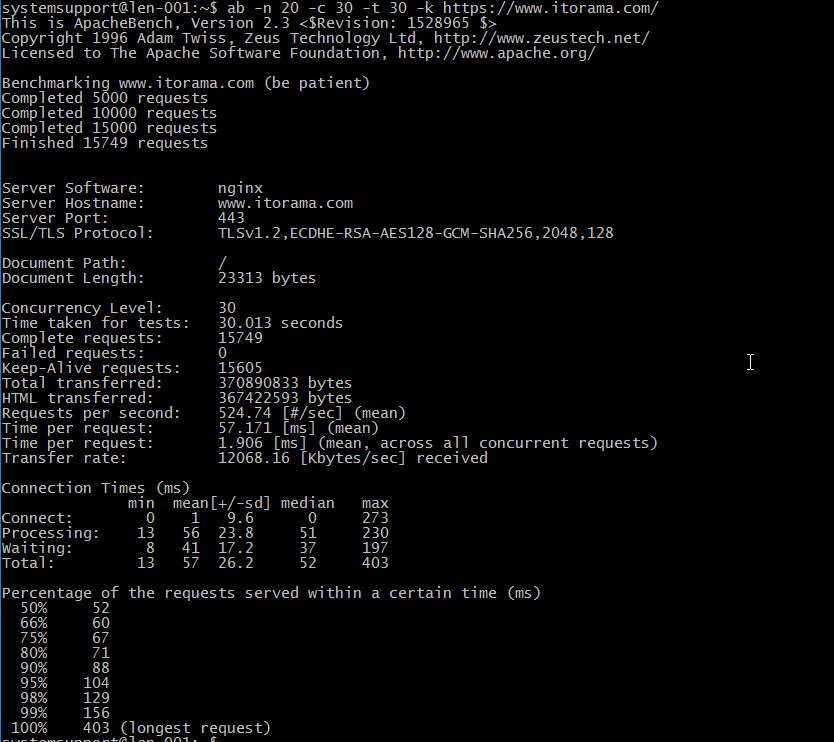 systemsupport@len-001:~$ ab -n 20 -c 30 -t 30 -k https://www.itorama.com/
This is ApacheBench, Version 2.3 <$Revision: 1528965 $>
Copyright 1996 Adam Twiss, Zeus Technology Ltd, http://www.zeustech.net/
Licensed to The Apache Software Foundation, http://www.apache.org/

Benchmarking www.itorama.com (be patient)
Completed 5000 requests
Completed 10000 requests
Completed 15000 requests
Finished 15749 requests


Server Software:        nginx
Server Hostname:        www.itorama.com
Server Port:            443
SSL/TLS Protocol:       TLSv1.2,ECDHE-RSA-AES128-GCM-SHA256,2048,128

Document Path:          /
Document Length:        23313 bytes

Concurrency Level:      30
Time taken for tests:   30.013 seconds
Complete requests:      15749
Failed requests:        0
Keep-Alive requests:    15605
Total transferred:      370890833 bytes
HTML transferred:       367422593 bytes
Requests per second:    524.74 [#/sec] (mean)
Time per request:       57.171 [ms] (mean)
Time per request:       1.906 [ms] (mean, across all concurrent requests)
Transfer rate:          12068.16 [Kbytes/sec] received

Connection Times (ms)
              min  mean[+/-sd] median   max
Connect:        0    1   9.6      0     273
Processing:    13   56  23.8     51     230
Waiting:        8   41  17.2     37     197
Total:         13   57  26.2     52     403

Percentage of the requests served within a certain time (ms)
  50%     52
  66%     60
  75%     67
  80%     71
  90%     88
  95%    104
  98%    129
  99%    156
 100%    403 (longest request)
systemsupport@len-001:~$